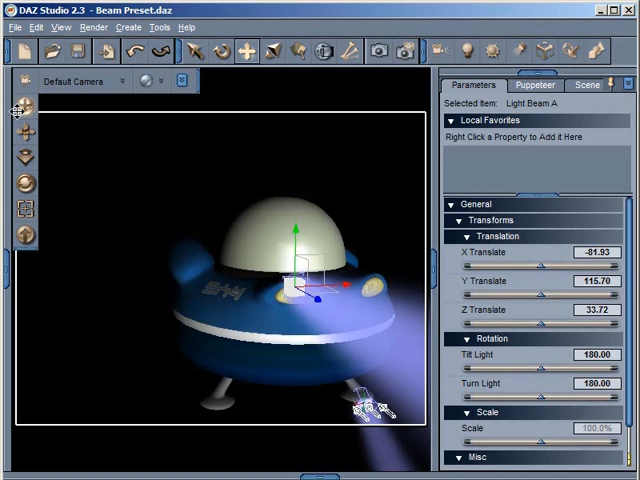 DAZ Studio 2.3 - Beam Preset.daz
File Edit View Render Create Tools Help
Default Camera
Parameters Puppeteer Scene
Selected Item: Light Beam A
Local Favorites
Right Click a Property to Add it Here
General
Transforms
Translation
X Translate -81.93
Y Translate 115.70
Z Translate 33.72
Rotation
Tilt Light 180.00
Turn Light 180.00
Scale
Scale 100.0%
Misc